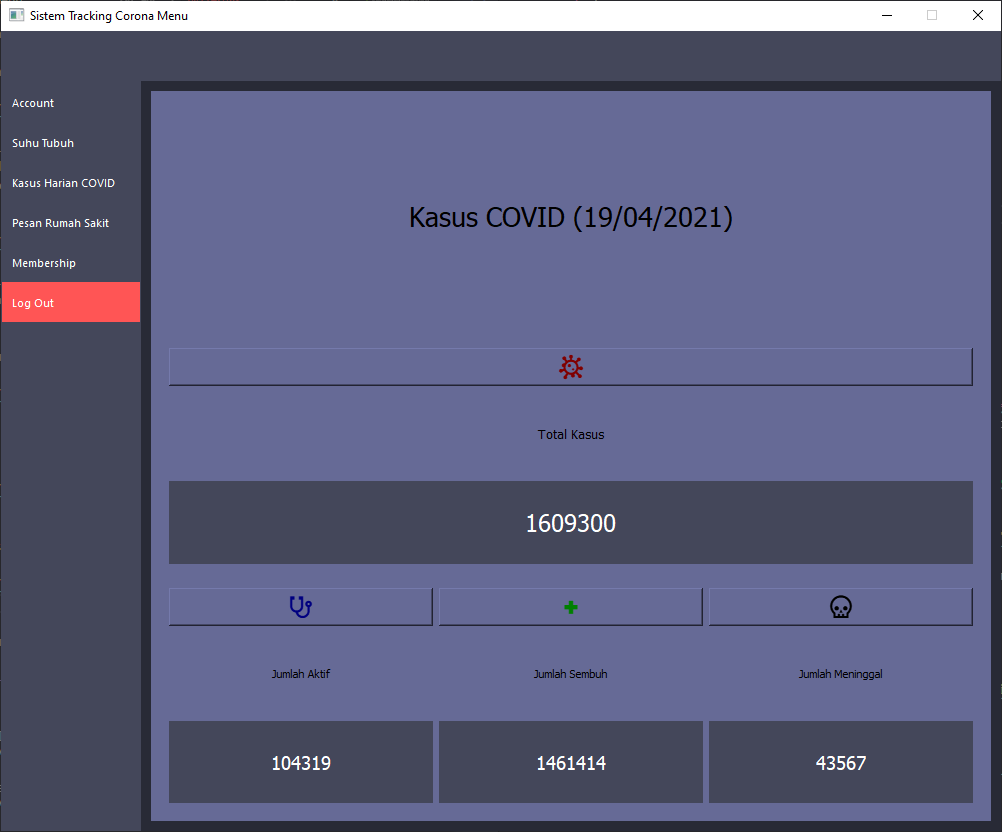 Sistem Tracking Corona Menu
Account
Suhu Tubuh
Kasus Harian COVID
Pesan Rumah Sakit
Membership
Log Out
Kasus COVID (19/04/2021)
Total Kasus
1609300
Jumlah Aktif
Jumlah Sembuh
Jumlah Meninggal
104319
1461414
43567